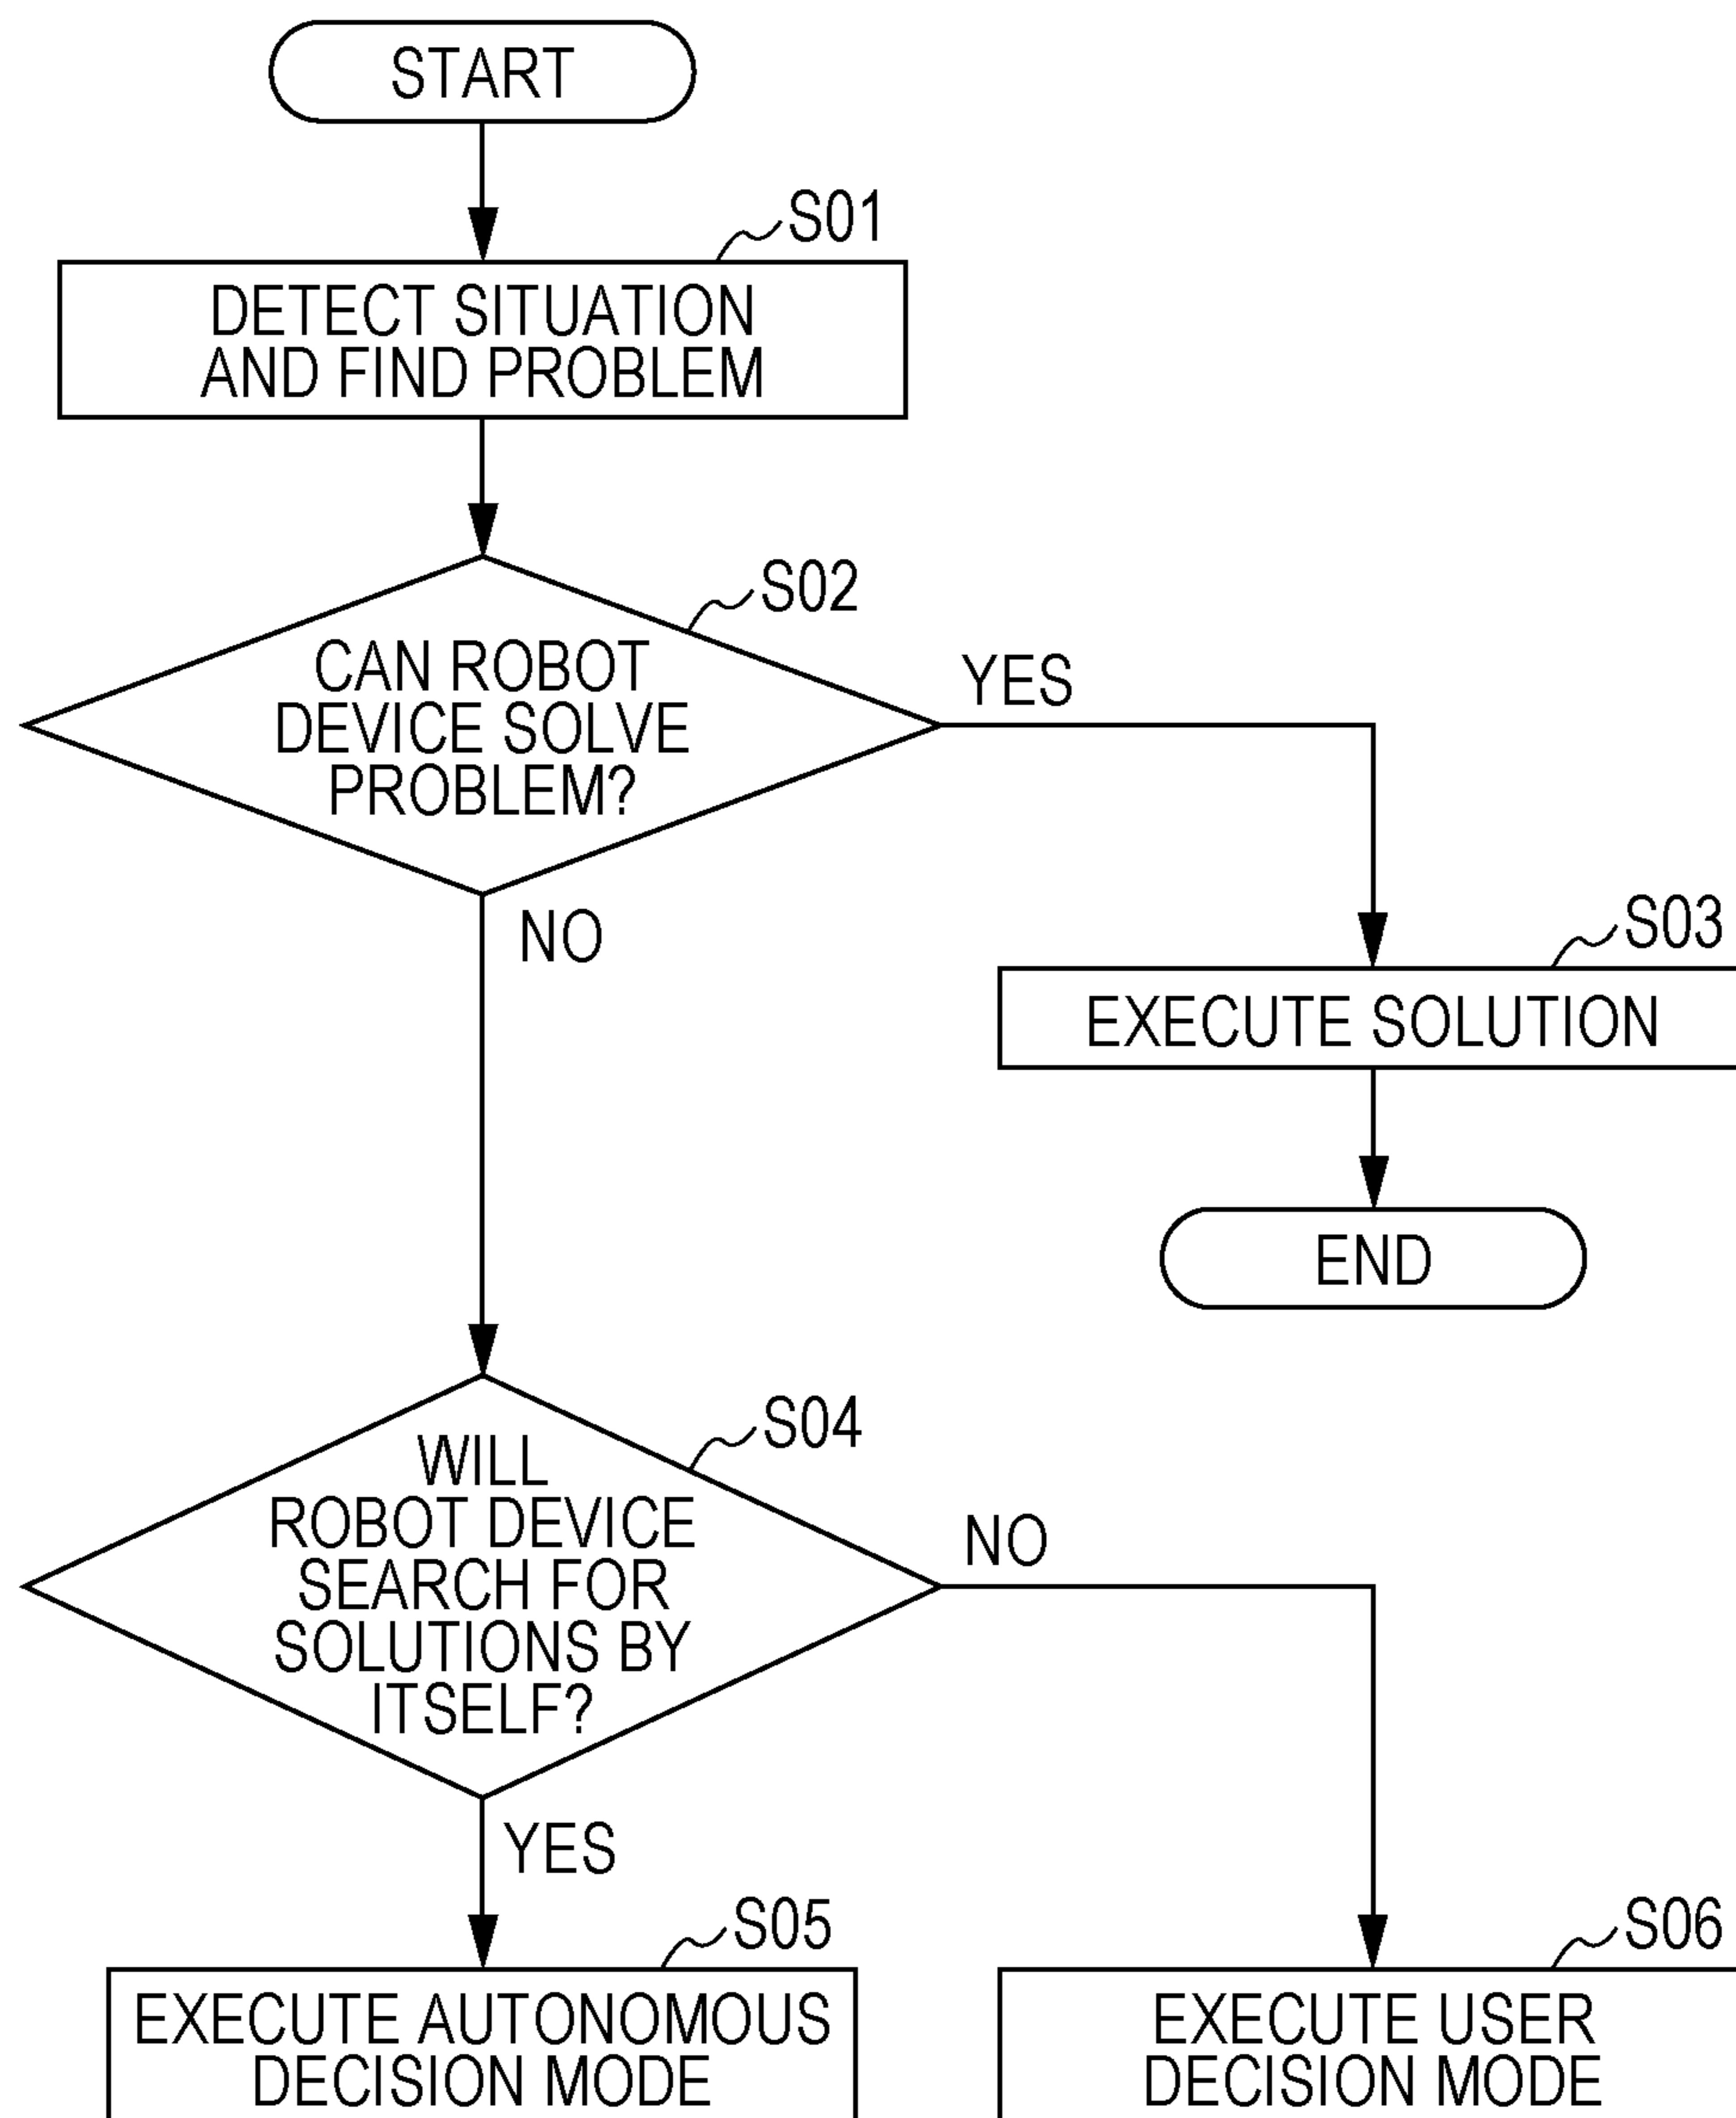 START
S01
DETECT SITUATION
AND FIND PROBLEM
S02
CAN ROBOT
DEVICE SOLVE
PROBLEM?
YES
NO
S03
EXECUTE SOLUTION
END
S04
WILL
ROBOT DEVICE
SEARCH FOR
SOLUTIONS BY
ITSELF?
NO
YES
S05
EXECUTE AUTONOMOUS
DECISION MODE
S06
EXECUTE USER
DECISION MODE